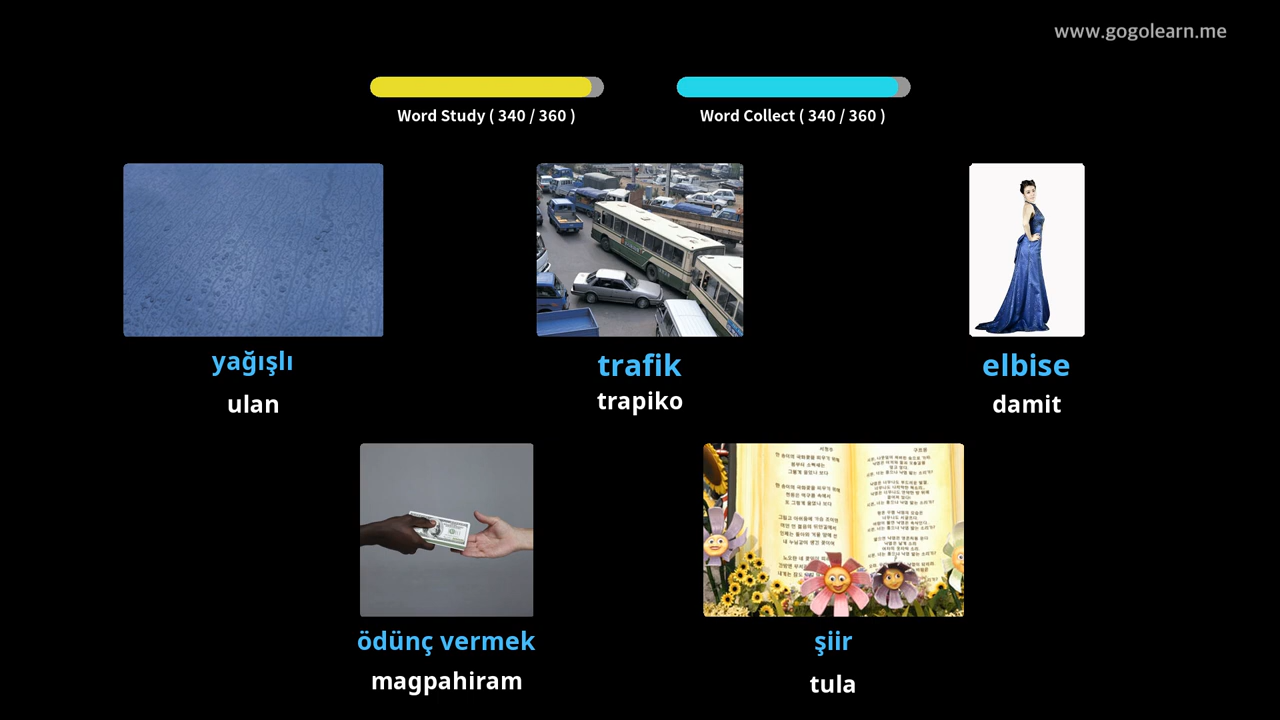 www.gogolearn.me
Word Study ( 340 / 360 )
Word Collect ( 340 / 360 )
yağışlı
ulan
trafik
trapiko
elbise
damit
ödünç vermek
magpahiram
şiir
tula